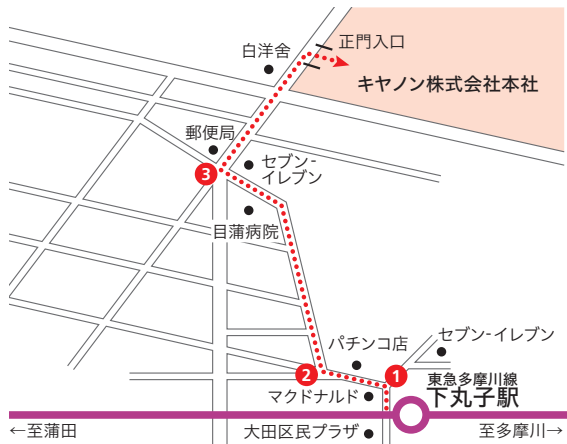 正門入口
白洋舍
キヤノン株式会社本社
郵便局
セブン-
イレブン
3
目蒲病院
セブン-イレブン
パチンコ店
2
1
東急多摩川線
下丸子駅
マクドナルド
←至蒲田
大田区民プラザ
至多摩川→